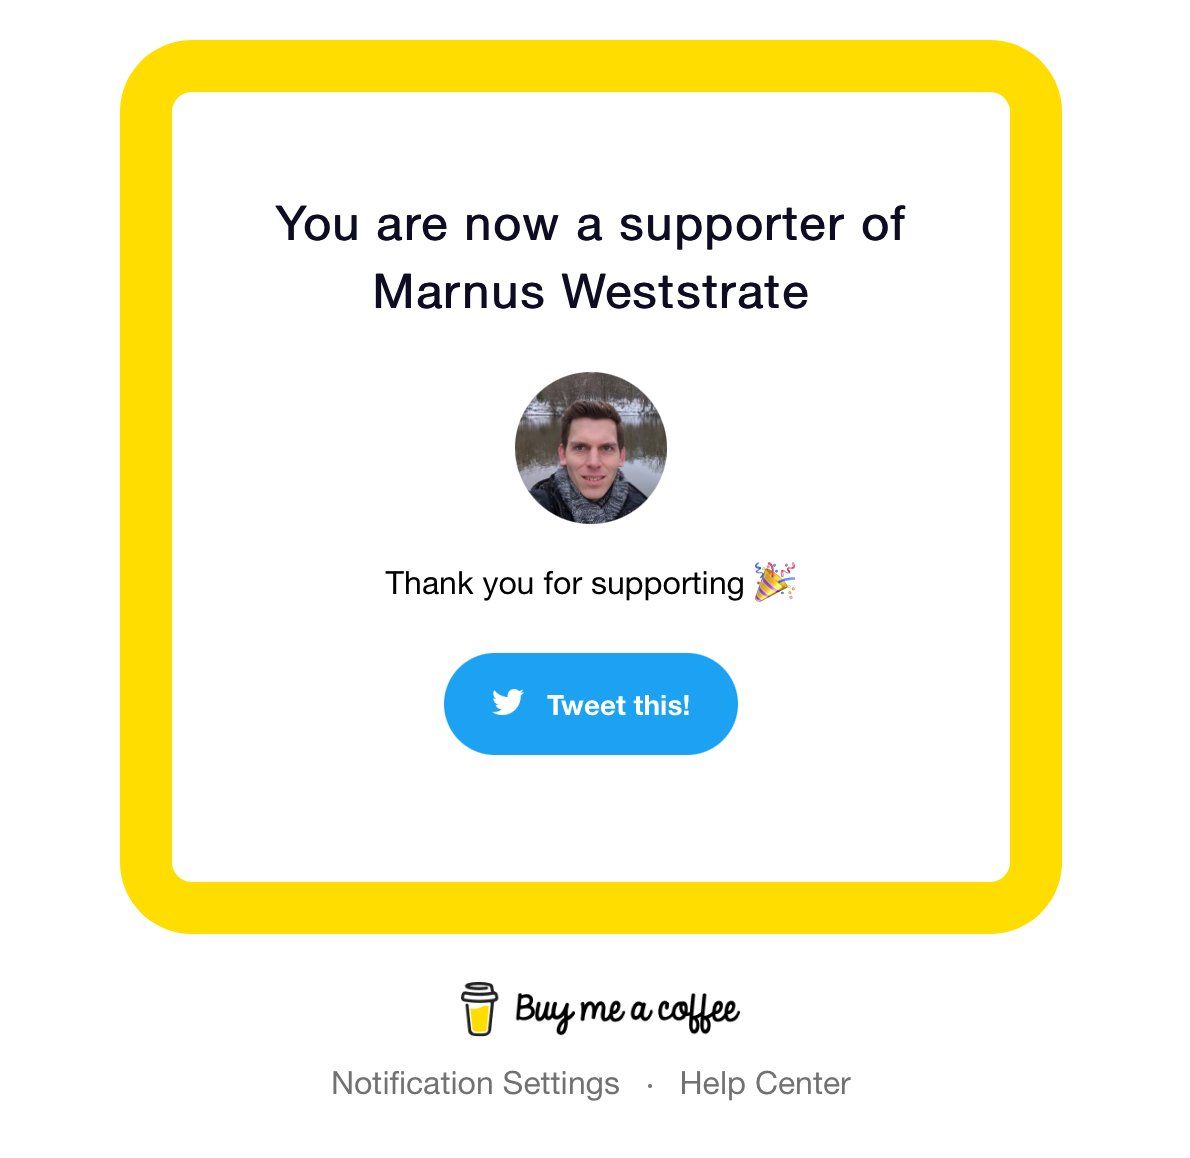 You are now a supporter of
Marnus Weststrate
Thank you for supporting 🎉
Tweet this!
Buy me a coffee
Notification Settings · Help Center